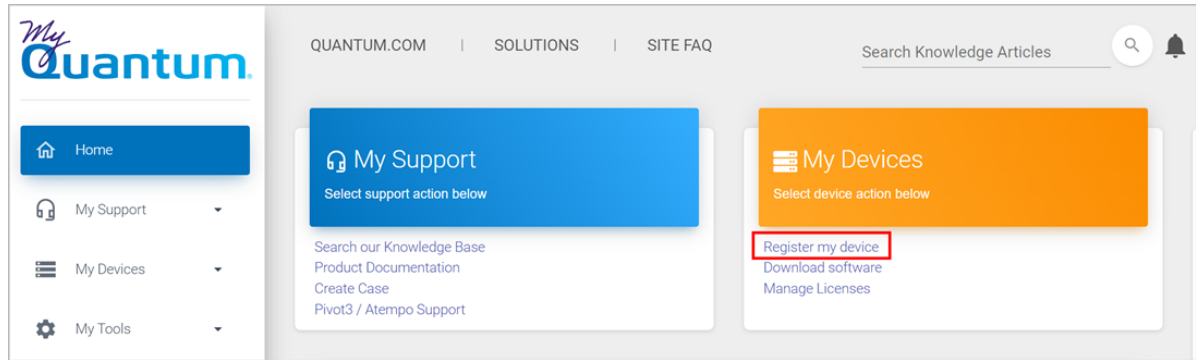 My
Quantum.
QUANTUM.COM | SOLUTIONS | SITE FAQ
Search Knowledge Articles
Home
My Support
My Devices
My Tools
My Support
Select support action below
Search our Knowledge Base
Product Documentation
Create Case
Pivot3 / Atempo Support
My Devices
Select device action below
Register my device
Download software
Manage Licenses